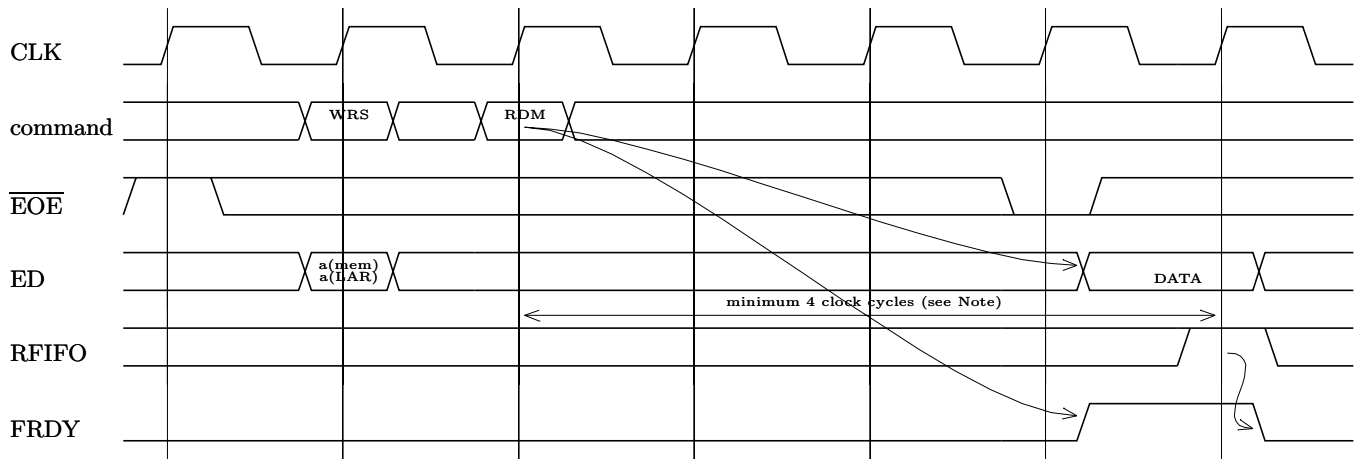 CLK
command
WRS
RDM
EOE
ED
a(mem)
a(LAR)
DATA
minimum 4 clock cycles (see Note)
RFIFO
FRDY